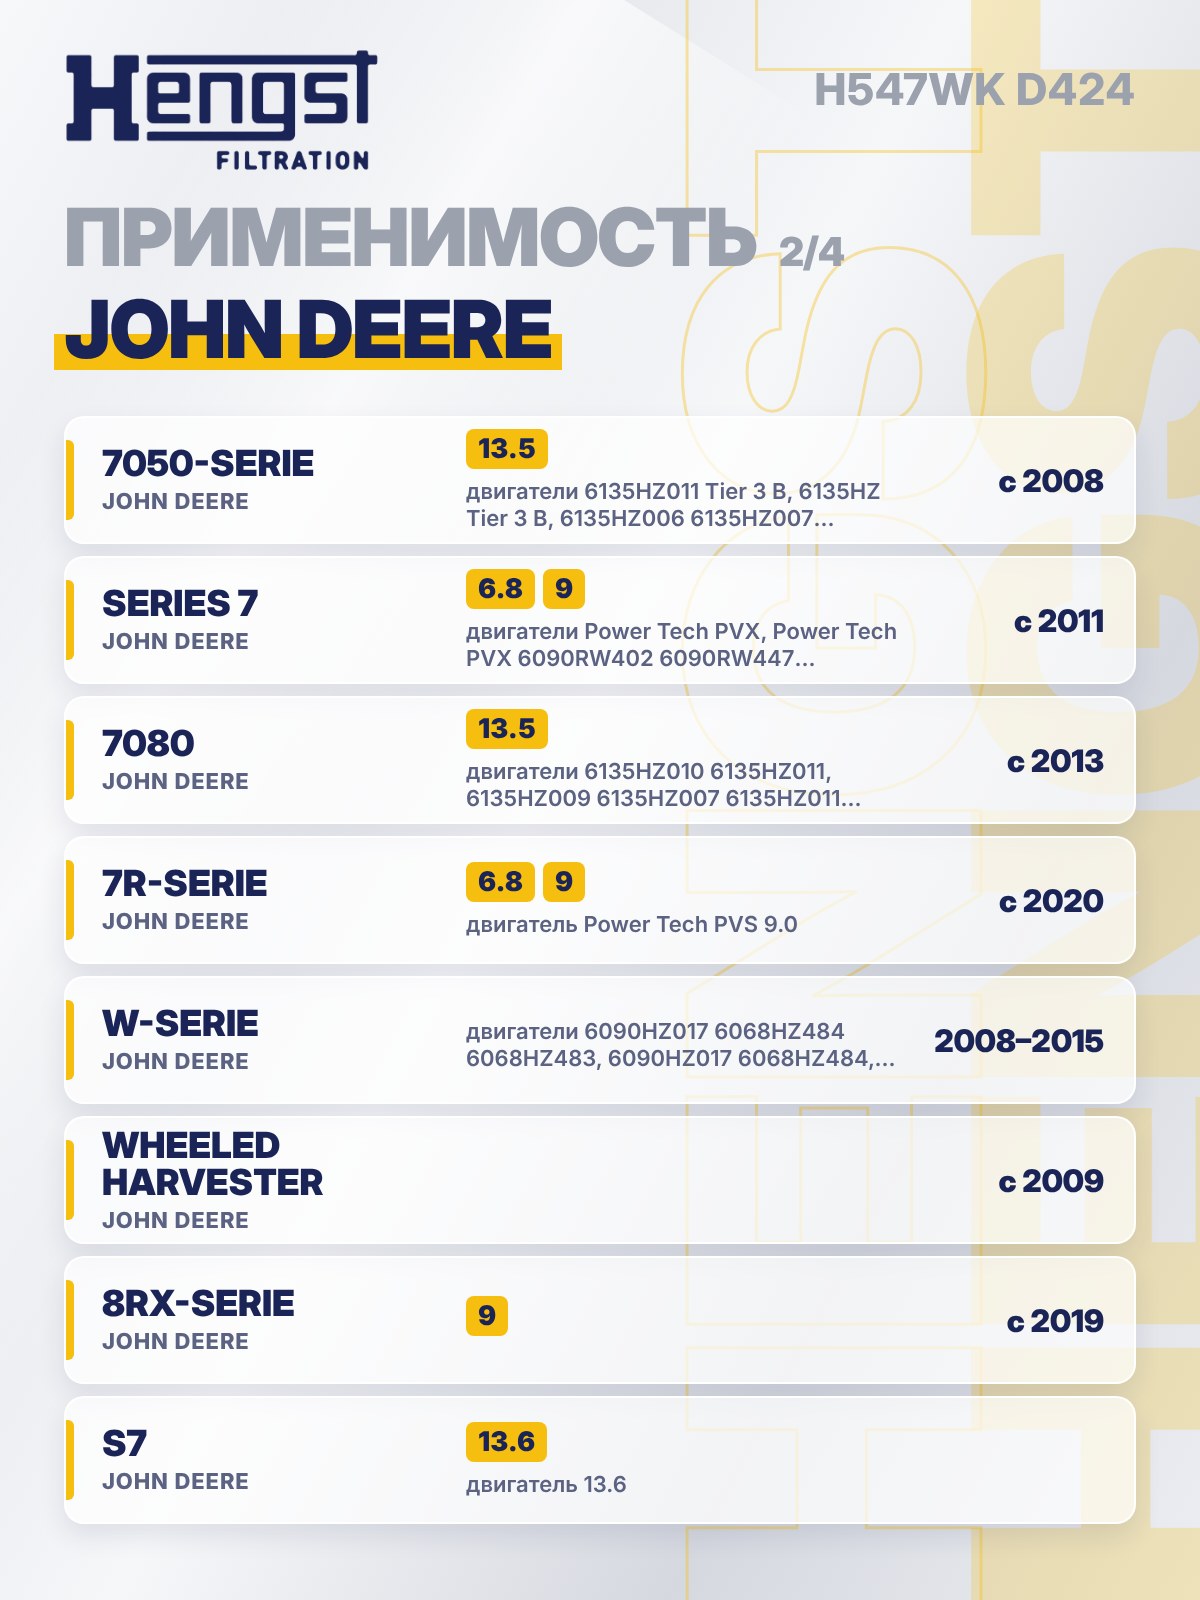 Hengst
FILTRATION
H547WK D424
ПРИМЕНИМОСТЬ 2/4
JOHN DEERE
7050-SERIE
JOHN DEERE
13.5
двигатели 6135HZ011 Tier 3 B, 6135HZ
Tier 3 B, 6135HZ006 6135HZ007...
с 2008
SERIES 7
JOHN DEERE
6.8 9
двигатели Power Tech PVX, Power Tech
PVX 6090RW402 6090RW447...
с 2011
7080
JOHN DEERE
13.5
двигатели 6135HZ010 6135HZ011,
6135HZ009 6135HZ007 6135HZ011...
с 2013
7R-SERIE
JOHN DEERE
6.8 9
двигатель Power Tech PVS 9.0
с 2020
W-SERIE
JOHN DEERE
двигатели 6090HZ017 6068HZ484
6068HZ483, 6090HZ017 6068HZ484,...
2008–2015
WHEELED
HARVESTER
JOHN DEERE
с 2009
8RX-SERIE
JOHN DEERE
9
с 2019
S7
JOHN DEERE
13.6
двигатель 13.6
HENGST